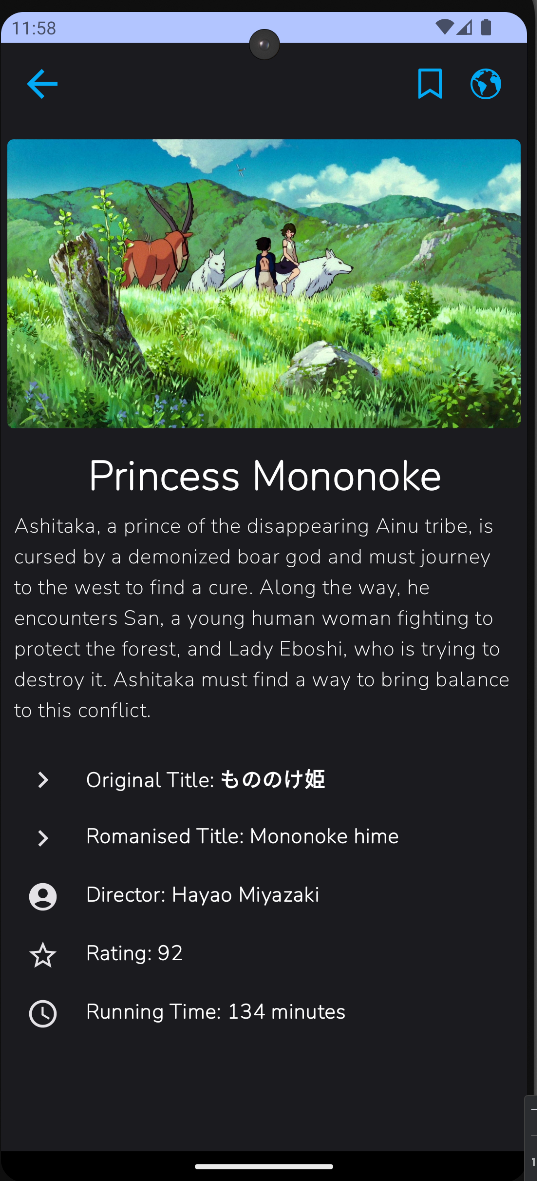 11:58
Princess Mononoke
Ashitaka, a prince of the disappearing Ainu tribe, is
cursed by a demonized boar god and must journey
to the west to find a cure. Along the way, he
encounters San, a young human woman fighting to
protect the forest, and Lady Eboshi, who is trying to
destroy it. Ashitaka must find a way to bring balance
to this conflict.
Original Title: もののけ姫
Romanised Title: Mononoke hime
Director: Hayao Miyazaki
Rating: 92
Running Time: 134 minutes